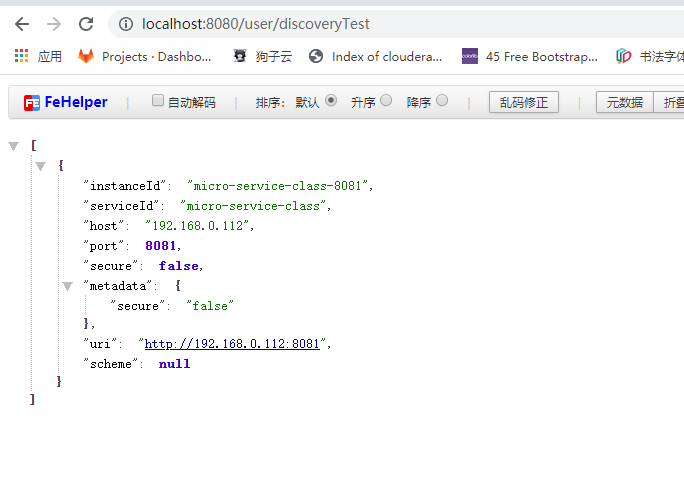 localhost:8080/user/discoveryTest
应用 Projects · Dashbo... 狗子云 Index of cloudera... colorlib 45 Free Bootstrap... 书法字体
FE FeHelper | 自动解码 | 排序： 默认 升序 降序 | 乱码修正 | 元数据 折叠
[
{
"instanceId": "micro-service-class-8081",
"serviceId": "micro-service-class",
"host": "192.168.0.112",
"port": 8081,
"secure": false,
"metadata": {
"secure": "false"
},
"uri": "http://192.168.0.112:8081",
"scheme": null
}
]